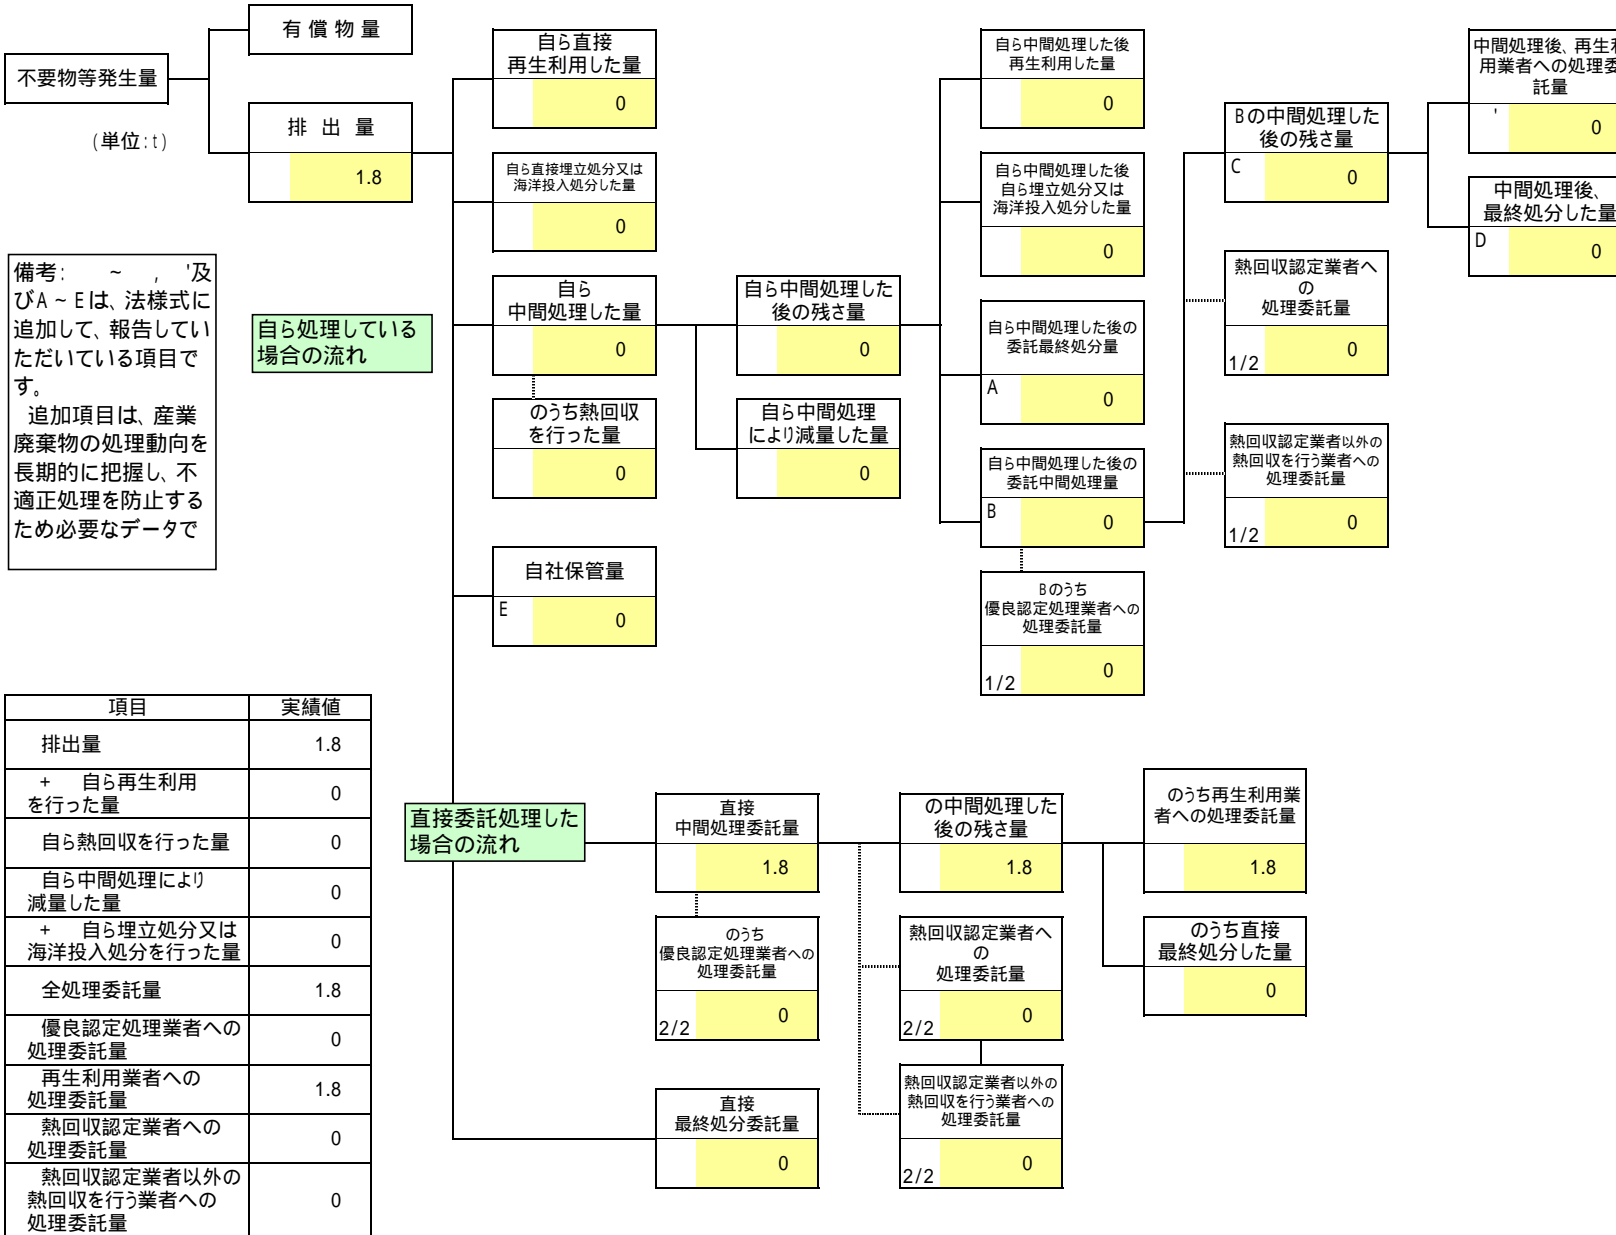 不要物等発生量
(単位:t)
有 償 物 量
排 出 量
1.8
備考: ~ , '及
びA~Eは、法様式に
追加して、報告してい
ただいている項目で
す。
追加項目は、産業
廃棄物の処理動向を
長期的に把握し、不
適正処理を防止する
ため必要なデータで
自ら処理している
場合の流れ
自ら直接
再生利用した量
0
自ら直接埋立処分又は
海洋投入処分した量
0
自ら
中間処理した量
0
のうち熱回収
を行った量
0
自社保管量
E 0
自ら中間処理した
後の残さ量
0
自ら中間処理
により減量した量
0
自ら中間処理した後
再生利用した量
0
自ら中間処理した後
自ら埋立処分又は
海洋投入処分した量
0
自ら中間処理した後の
委託最終処分量
A 0
自ら中間処理した後の
委託中間処理量
B 0
Bのうち
優良認定処理業者への
処理委託量
1/2 0
Bの中間処理した
後の残さ量
C 0
熱回収認定業者へ
の
処理委託量
1/2 0
熱回収認定業者以外の
熱回収を行う業者への
処理委託量
1/2 0
中間処理後、再生利
用業者への処理委
託量
' 0
中間処理後、
最終処分した量
D 0
項目 実績値
排出量 1.8
+ 自ら再生利用
を行った量 0
自ら熱回収を行った量 0
自ら中間処理により
減量した量 0
+ 自ら埋立処分又は
海洋投入処分を行った量 0
全処理委託量 1.8
優良認定処理業者への
処理委託量 0
再生利用業者への
処理委託量 1.8
熱回収認定業者への
処理委託量 0
熱回収認定業者以外の
熱回収を行う業者への
処理委託量 0
直接委託処理した
場合の流れ
直接
中間処理委託量
1.8
のうち
優良認定処理業者への
処理委託量
2/2 0
直接
最終処分委託量
0
の中間処理した
後の残さ量
1.8
熱回収認定業者へ
の
処理委託量
2/2 0
熱回収認定業者以外の
熱回収を行う業者への
処理委託量
2/2 0
のうち再生利用業
者への処理委託量
1.8
のうち直接
最終処分した量
0